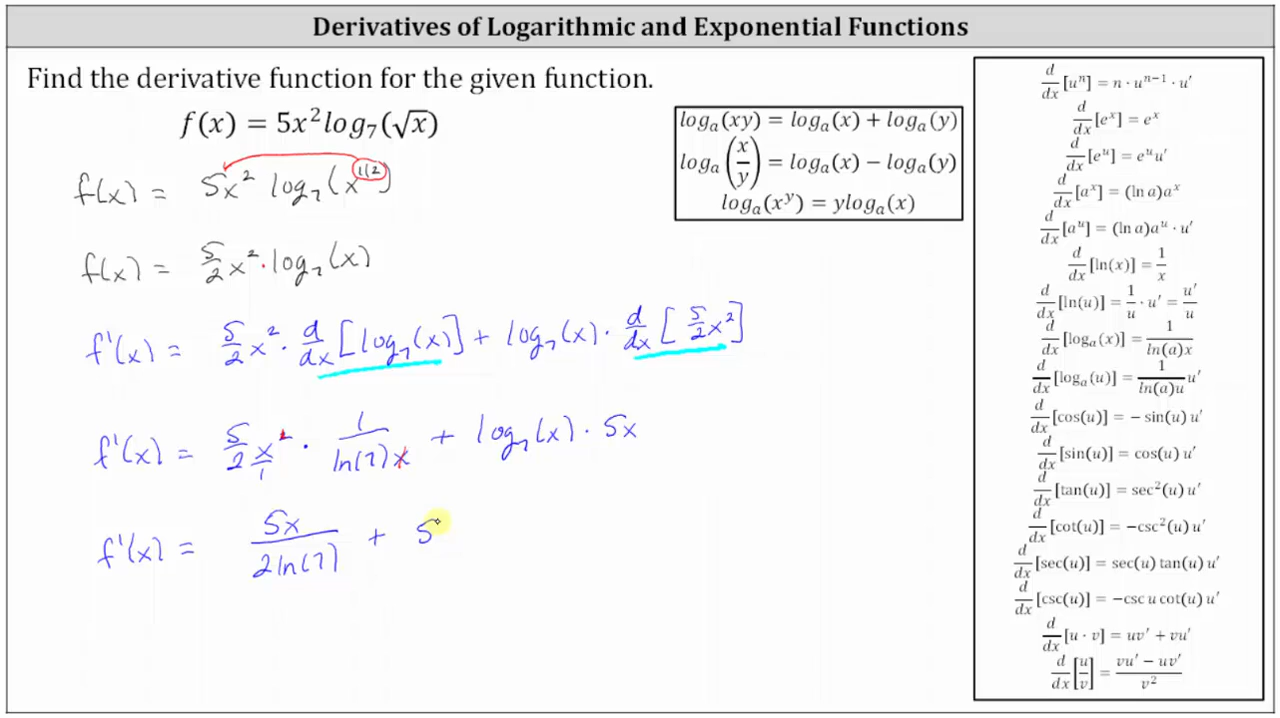 Derivatives of Logarithmic and Exponential Functions
Find the derivative function for the given function.
f(x) = 5x²log₇(√x)
f(x) = 5x² log₇(x^(1/2))
f(x) = 5/2 x² · log₇(x)
f'(x) = 5/2 x² · d/dx [log₇(x)] + log₇(x) · d/dx [5/2 x²]
f'(x) = 5/2 x²/1 · 1/(ln(7)x) + log₇(x) · 5x
f'(x) = 5x/(2ln(7)) + 5
logₐ(xy) = logₐ(x) + logₐ(y)
logₐ(x/y) = logₐ(x) − logₐ(y)
logₐ(x^y) = ylogₐ(x)
d/dx [uⁿ] = n · uⁿ⁻¹ · u′
d/dx [eˣ] = eˣ
d/dx [e^u] = e^u u′
d/dx [aˣ] = (ln a)aˣ
d/dx [a^u] = (ln a)a^u · u′
d/dx [ln(x)] = 1/x
d/dx [ln(u)] = 1/u · u′ = u′/u
d/dx [logₐ(x)] = 1/(ln(a)x)
d/dx [logₐ(u)] = 1/(ln(a)u) u′
d/dx [cos(u)] = − sin(u) u′
d/dx [sin(u)] = cos(u) u′
d/dx [tan(u)] = sec²(u) u′
d/dx [cot(u)] = −csc²(u) u′
d/dx [sec(u)] = sec(u) tan(u) u′
d/dx [csc(u)] = −csc u cot(u) u′
d/dx [u · v] = uv′ + vu′
d/dx [u/v] = (vu′ − uv′)/v²